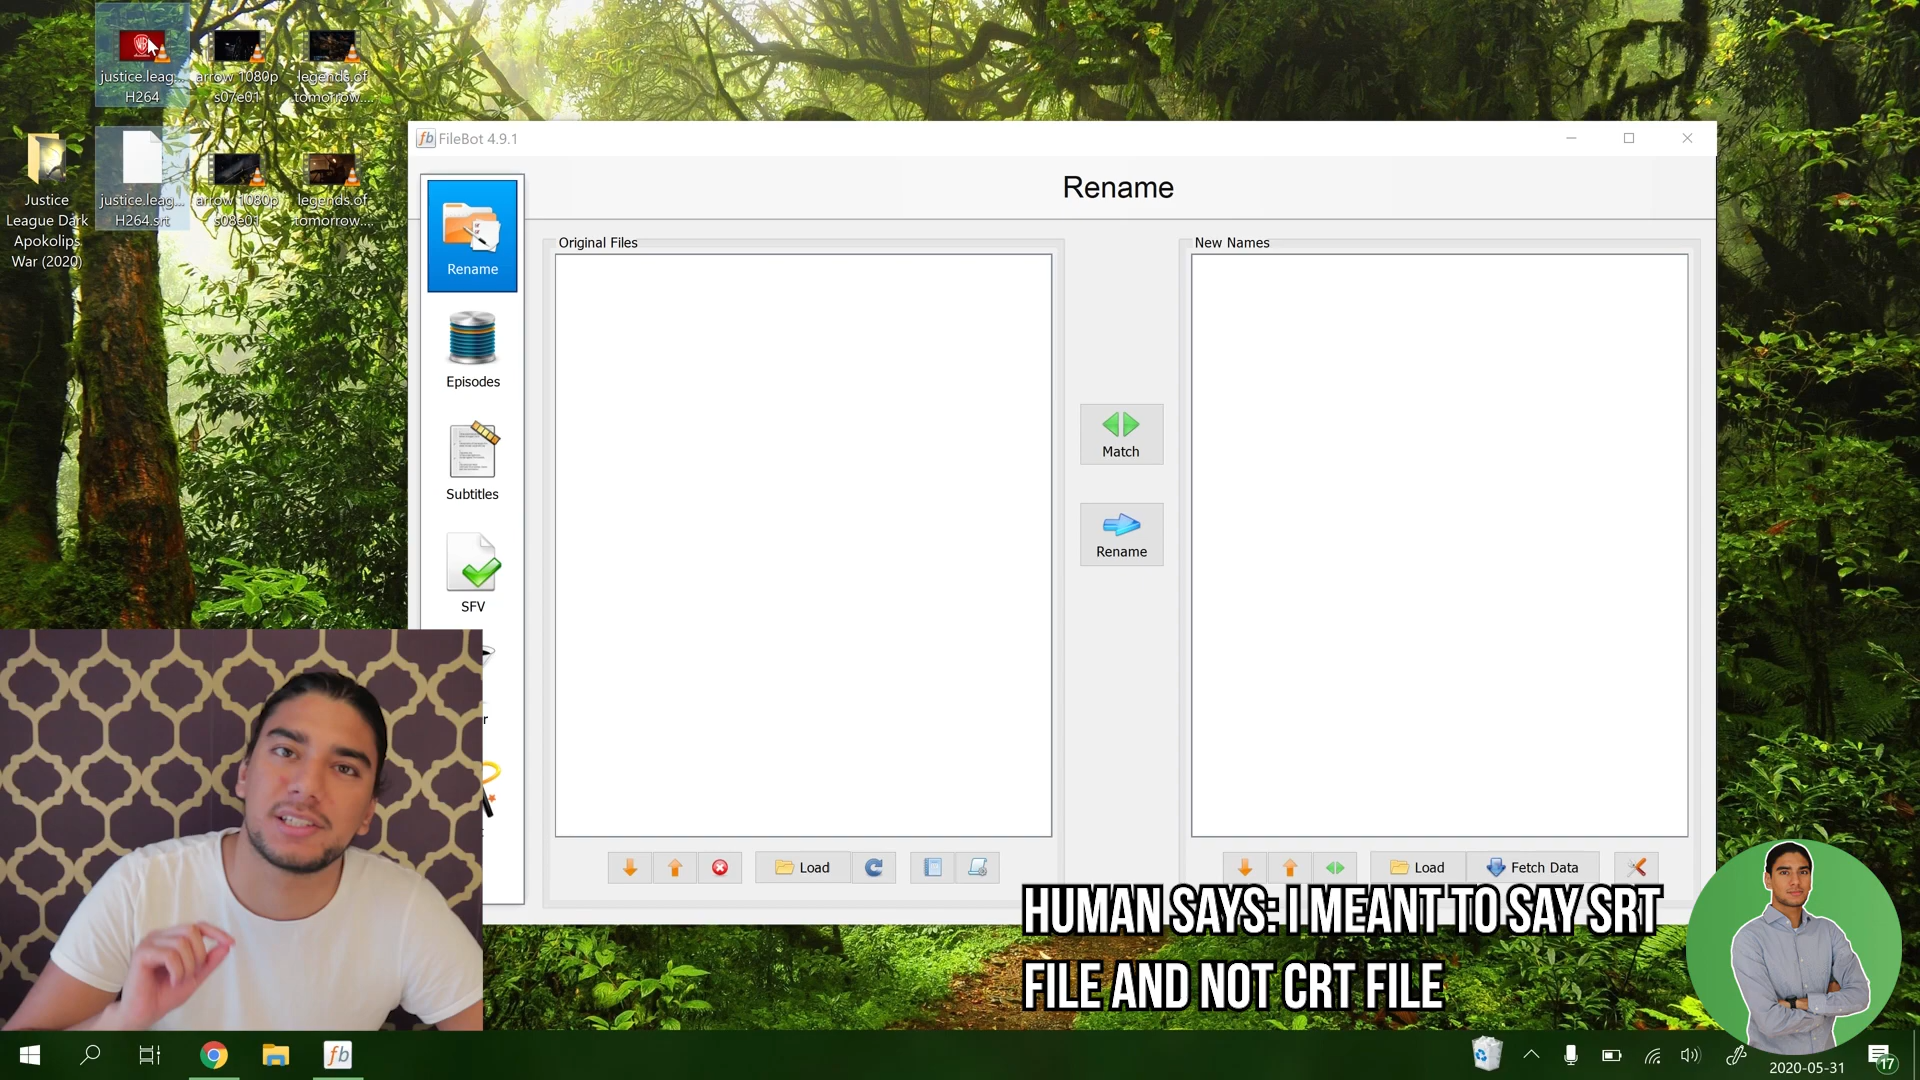 justice.leag...
H264
arrow 1080p
s07e01
legends.of
tomorrow....
Justice
League Dark
Apokolips
War (2020)
justice.leag...
H264.srt
arrow 1080p
s08e01
legends.of
tomorrow....
fb FileBot 4.9.1
Rename
Rename
Episodes
Subtitles
SFV
Original Files
New Names
Match
Rename
Load
Load
Fetch Data
HUMAN SAYS: I MEANT TO SAY SRT
FILE AND NOT CRT FILE
fb
2020-05-31
17